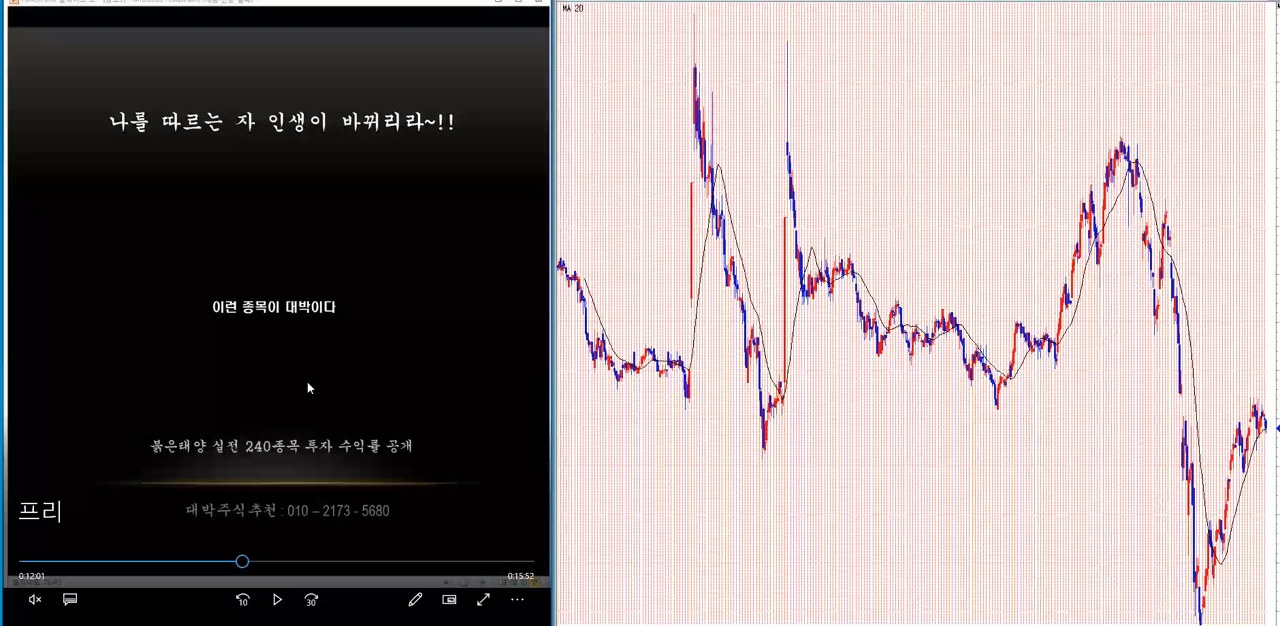 MA 20
나를 따르는 자 인생이 바뀌리라~!!
이런 종목이 대박이다
붉은태양 실전 240종목 투자 수익률 공개
대박주식추천 : 010 – 2173 - 5680
프리
0:12:01
0:15:52
10
30